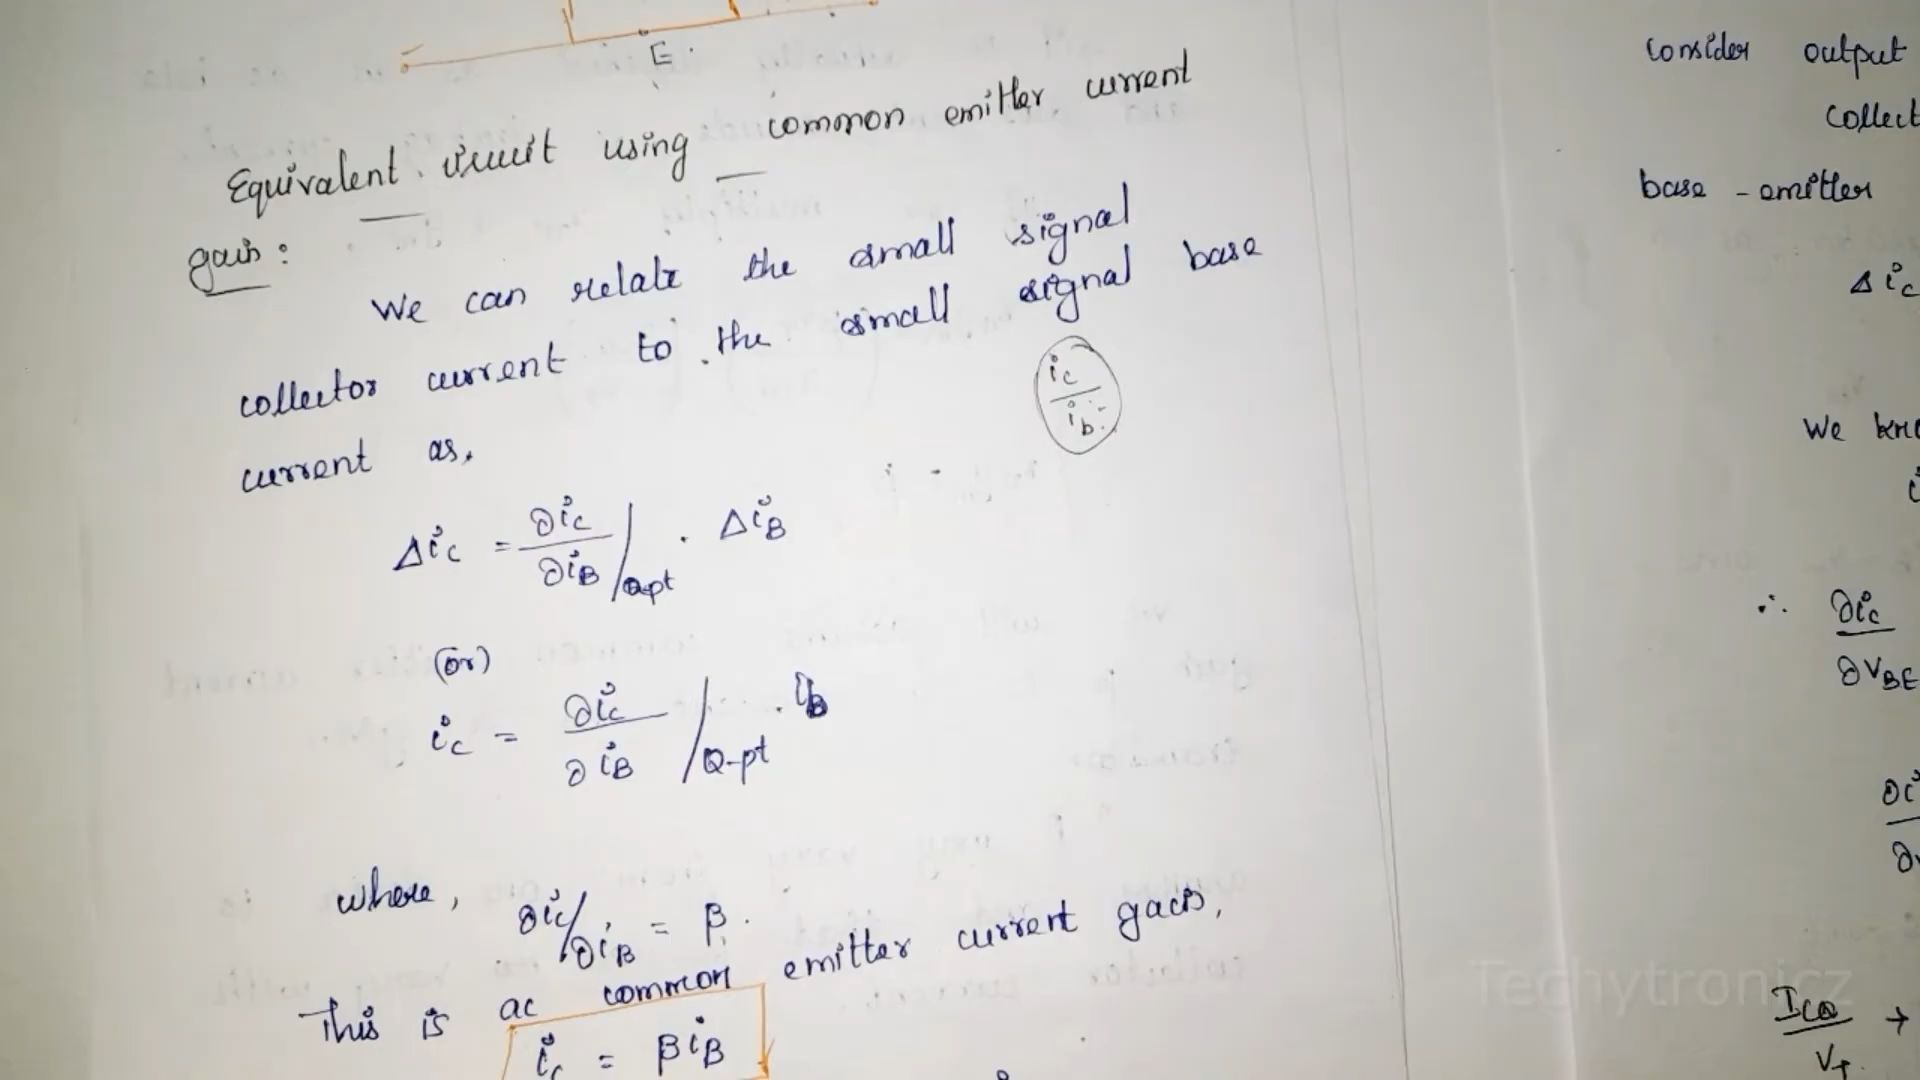 E
Equivalent circuit using common emitter current
gain :
We can relate the small signal
collector current to the small signal base
current as,
ic
ib
Δic = ∂ic/∂iB |Q-pt . ΔiB
(or)
ic = ∂ic/∂iB |Q-pt . ib
where, ∂ic/∂iB = β.
This is ac common emitter current gain,
ic = βiB
consider output
collect
base - emitter
Δic
We kno
∴ ∂ic
∂VBE
ICQ →
VT
Techytronicz